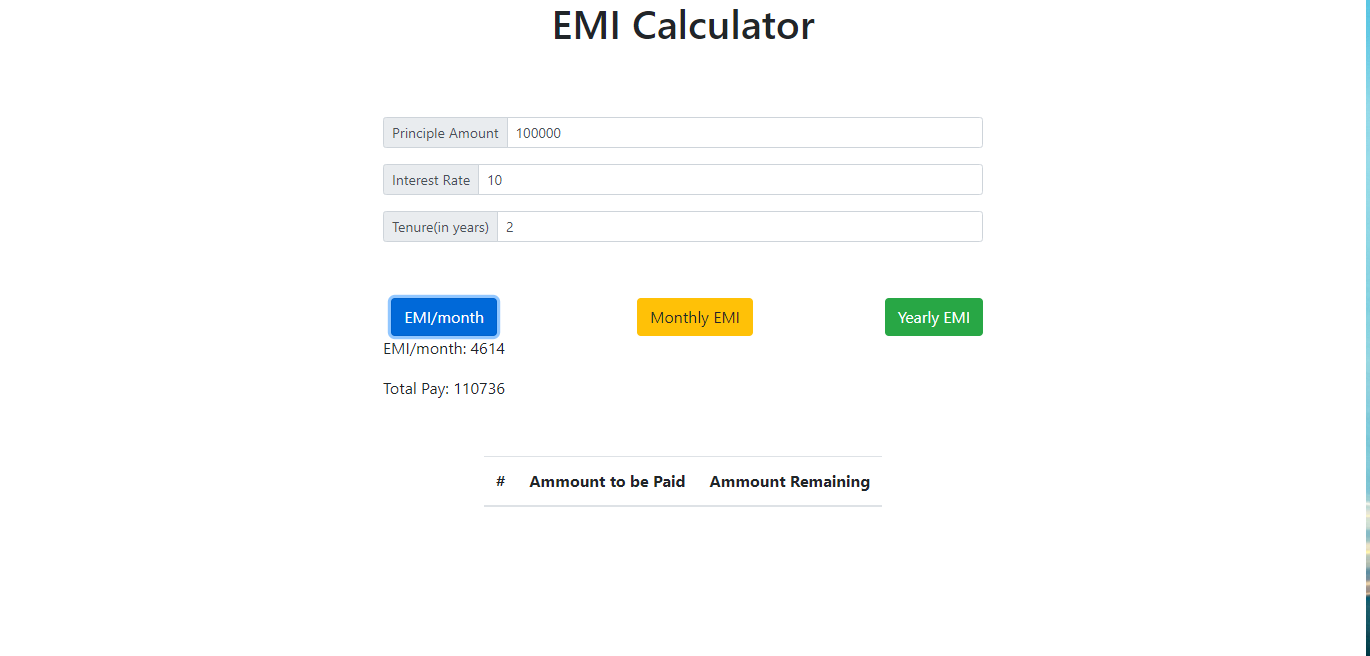 EMI Calculator
Principle Amount 100000
Interest Rate 10
Tenure(in years) 2
EMI/month Monthly EMI Yearly EMI
EMI/month: 4614
Total Pay: 110736
# Ammount to be Paid Ammount Remaining